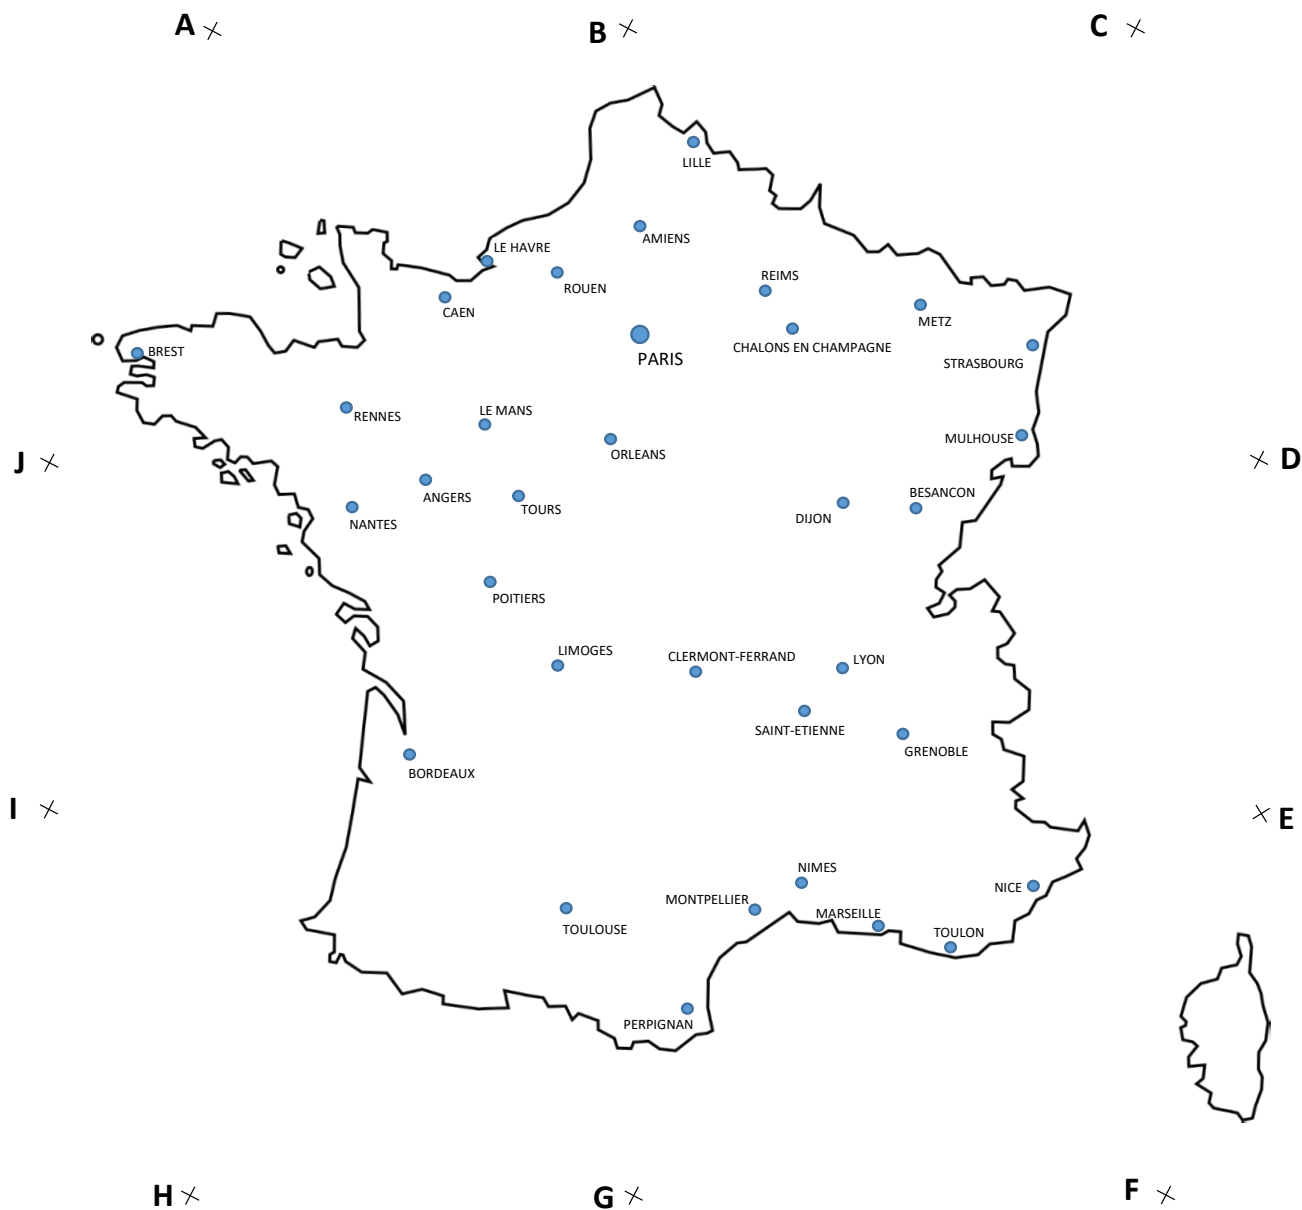 A
B
C
LILLE
AMIENS
LE HAVRE
REIMS
ROUEN
CAEN
METZ
CHALONS EN CHAMPAGNE
BREST
PARIS
STRASBOURG
LE MANS
RENNES
MULHOUSE
ORLEANS
J
D
ANGERS
BESANCON
TOURS
DIJON
NANTES
POITIERS
LIMOGES
CLERMONT-FERRAND
LYON
SAINT-ETIENNE
GRENOBLE
BORDEAUX
I
E
NIMES
NICE
MONTPELLIER
MARSEILLE
TOULOUSE
TOULON
PERPIGNAN
H
G
F